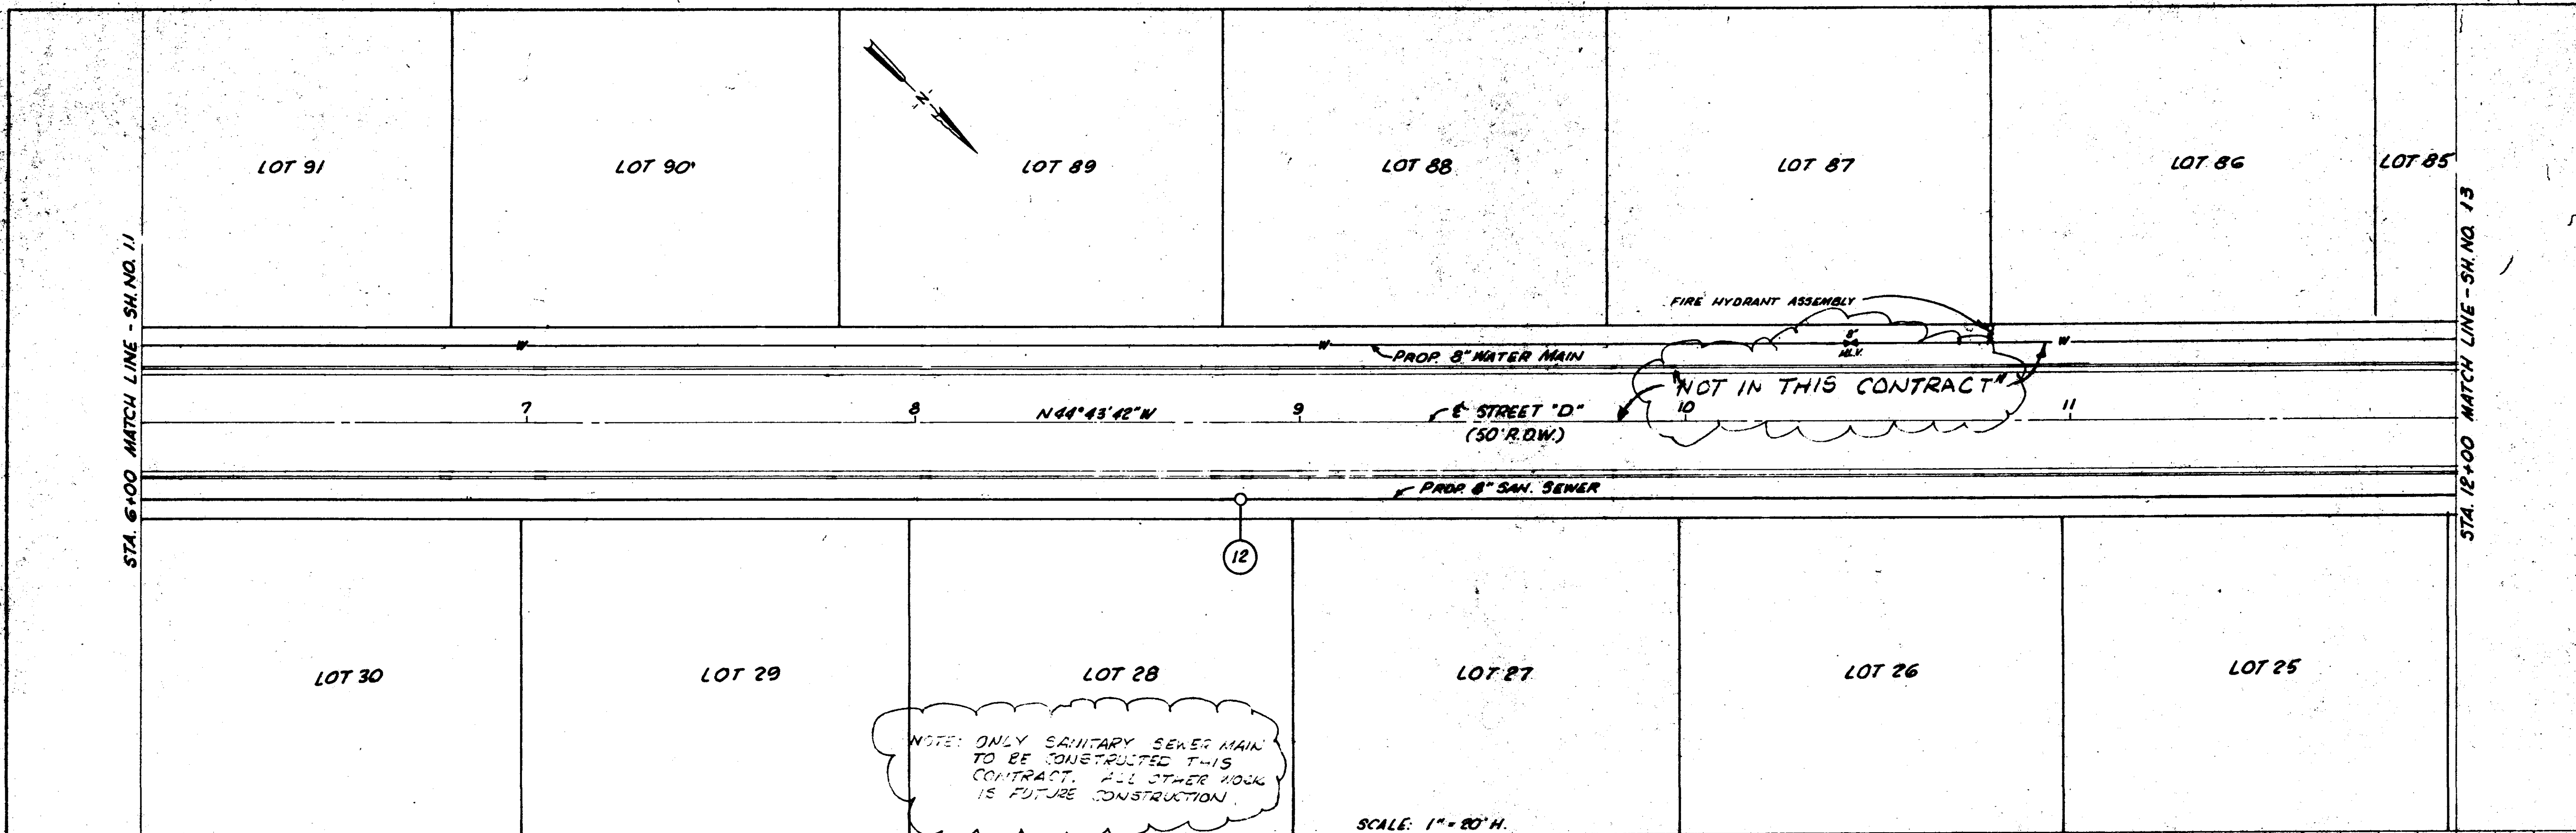 N
LOT 91
LOT 90
LOT 89
LOT 88
LOT 87
LOT 86
LOT 85
STA. 6+00 MATCH LINE - SH. NO. 11
STA. 12+00 MATCH LINE - SH. NO. 13
FIRE HYDRANT ASSEMBLY
W
W
8"
W
PROP. 8" WATER MAIN
"NOT IN THIS CONTRACT"
7
8
N 44° 43' 42" W
9
℄ STREET "D"
10
11
(50' R.O.W.)
PROP. 8" SAN. SEWER
12
LOT 30
LOT 29
LOT 28
LOT 27
LOT 26
LOT 25
NOTE: ONLY SANITARY SEWER MAIN
TO BE CONSTRUCTED THIS
CONTRACT. ALL OTHER WORK
IS FUTURE CONSTRUCTION.
SCALE: 1" = 20' H.